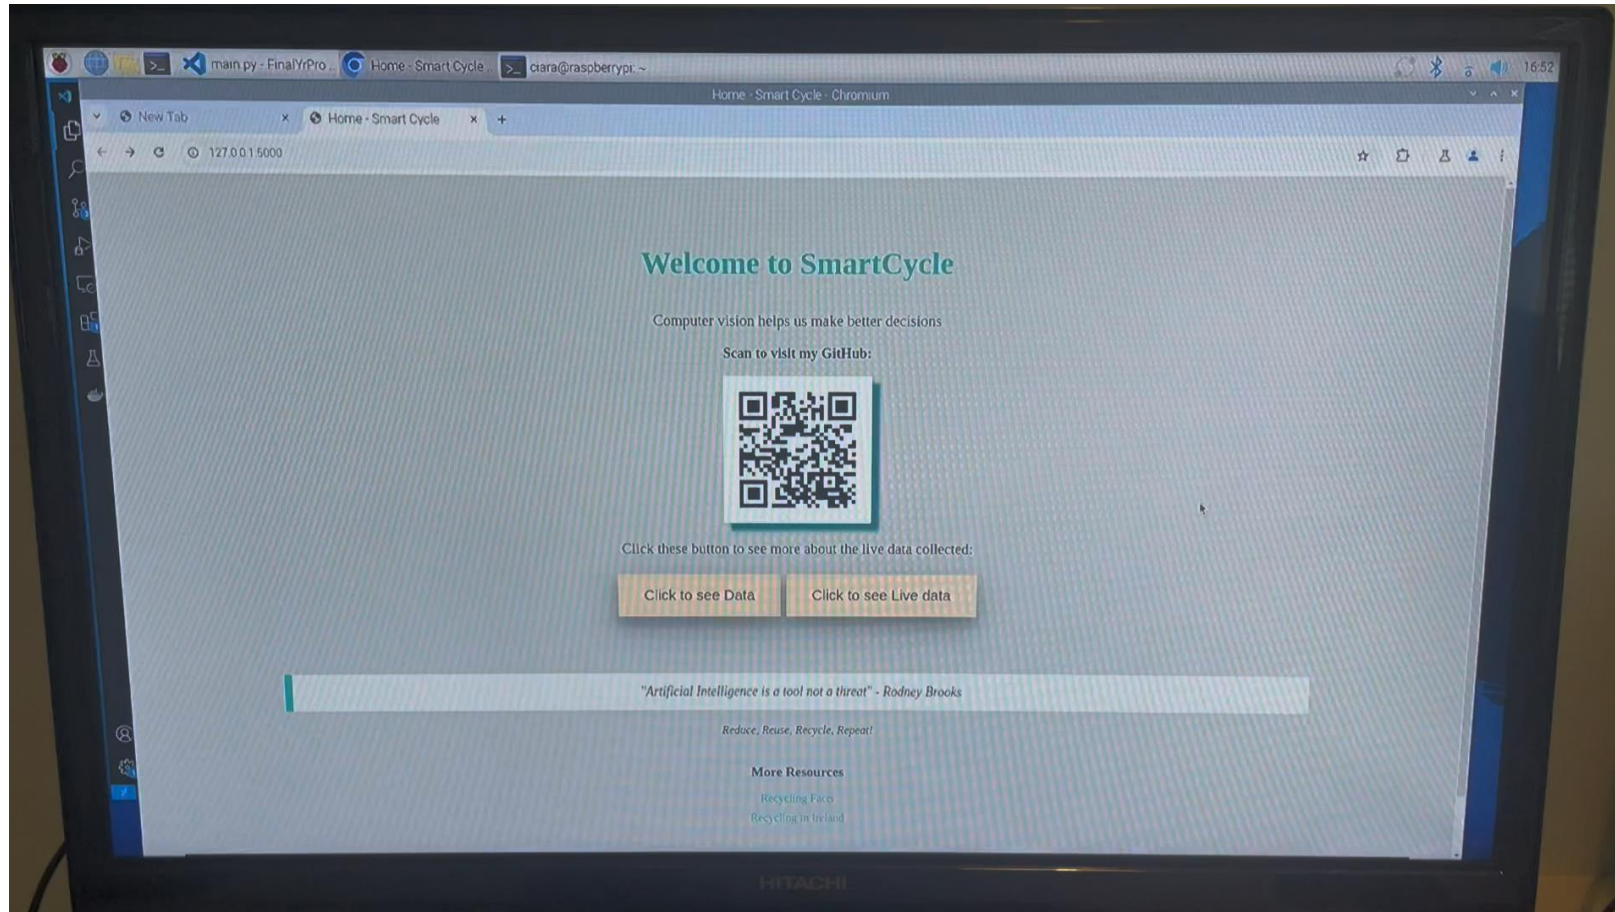 main.py - FinalYrPro... Home - Smart Cycle... ciara@raspberrypi: ~ 16:52
Home - Smart Cycle - Chromium
New Tab Home - Smart Cycle
127.0.0.1:5000
Welcome to SmartCycle
Computer vision helps us make better decisions
Scan to visit my GitHub:
Click these button to see more about the live data collected:
Click to see Data Click to see Live data
"Artificial Intelligence is a tool not a threat" - Rodney Brooks
Reduce, Reuse, Recycle, Repeat!
More Resources
Recycling Facts
Recycling in Ireland
HITACHI